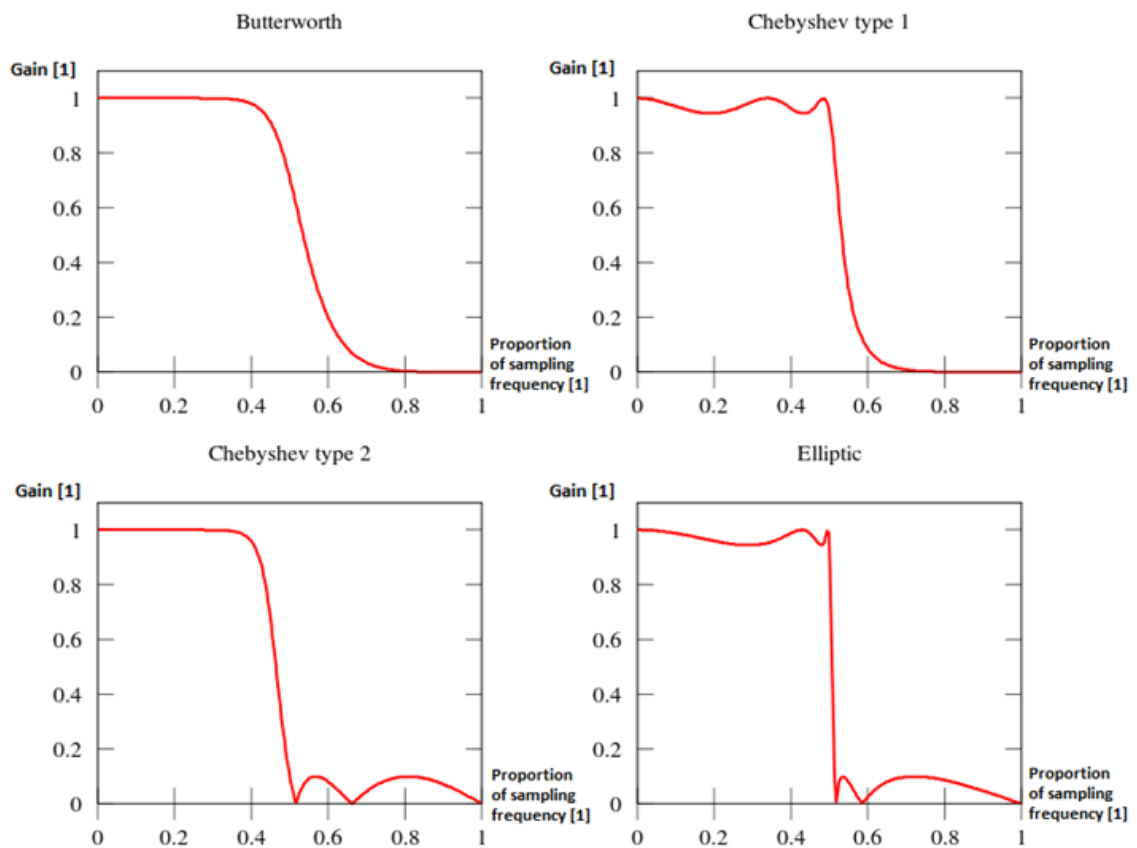 Butterworth
Gain [1]
1
0.8
0.6
0.4
0.2
0
0 0.2 0.4 0.6 0.8 1
Proportion
of sampling
frequency [1]
Chebyshev type 1
Gain [1]
1
0.8
0.6
0.4
0.2
0
0 0.2 0.4 0.6 0.8 1
Proportion
of sampling
frequency [1]
Chebyshev type 2
Gain [1]
1
0.8
0.6
0.4
0.2
0
0 0.2 0.4 0.6 0.8 1
Proportion
of sampling
frequency [1]
Elliptic
Gain [1]
1
0.8
0.6
0.4
0.2
0
0 0.2 0.4 0.6 0.8 1
Proportion
of sampling
frequency [1]